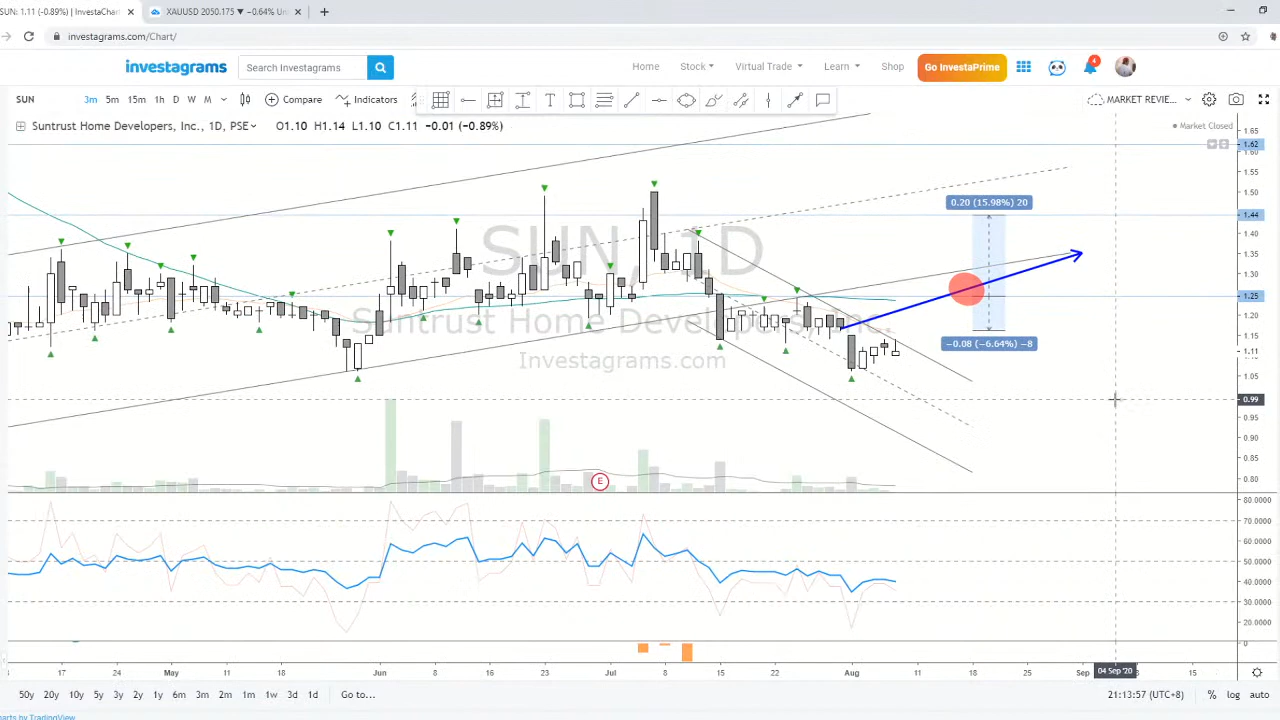 SUN: 1.11 (-0.89%) | InvestaChar
XAUUSD 2050.175 ▼ −0.64% Un
investagrams.com/Chart/
investagrams
Search Investagrams
Home
Stock
Virtual Trade
Learn
Shop
Go InvestaPrime
4
SUN
3m 5m 15m 1h D W M
Compare
Indicators
MARKET REVIE...
Suntrust Home Developers, Inc., 1D, PSE
O1.10 H1.14 L1.10 C1.11 −0.01 (−0.89%)
Market Closed
SUN, 1D
Suntrust Home Developers, Inc.
Investagrams.com
0.20 (15.98%) 20
−0.08 (−6.64%) −8
E
1.65
1.62
1.60
1.55
1.50
1.44
1.40
1.35
1.30
1.25
1.20
1.15
1.11
1.05
0.99
0.95
0.90
0.85
0.80
80.0000
70.0000
60.0000
50.0000
40.0000
30.0000
20.0000
0
17 24 May 11 18 Jun 16 Jul 8 15 22 Aug 11 18 25 Sep 04 Sep '20 15
50y 20y 10y 5y 3y 2y 1y 6m 3m 2m 1m 1w 3d 1d Go to...
21:13:57 (UTC+8) % log auto
arts by TradingView